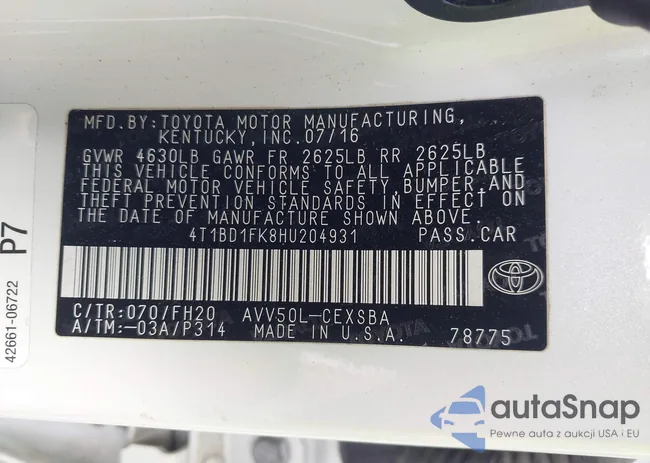 MFD.BY:TOYOTA MOTOR MANUFACTURING,
KENTUCKY,INC.07/16
GVWR 4630LB GAWR FR 2625LB RR 2625LB
THIS VEHICLE CONFORMS TO ALL APPLICABLE
FEDERAL MOTOR VEHICLE SAFETY,BUMPER,AND
THEFT PREVENTION STANDARDS IN EFFECT ON
THE DATE OF MANUFACTURE SHOWN ABOVE.
4T1BD1FK8HU204931 PASS.CAR
C/TR:070/FH20 AVV50L-CEXSBA
A/TM:-03A/P314 MADE IN U.S.A. 78775
P7
42661-06722
autaSnap
Pewne auta z aukcji USA i EU